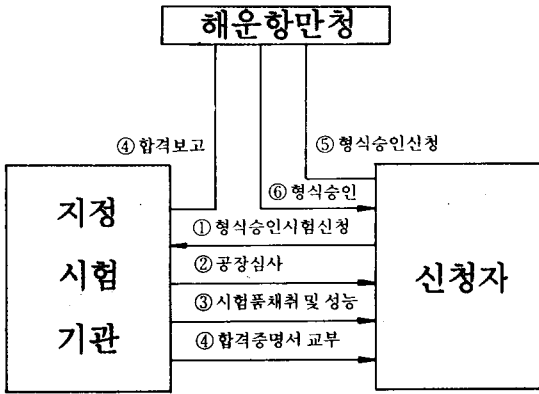 해운항만청
④ 합격보고
⑤ 형식승인신청
⑥ 형식승인
① 형식승인시험신청
② 공장심사
③ 시험품채취 및 성능
④ 합격증명서 교부
지정
시험
기관
신청자